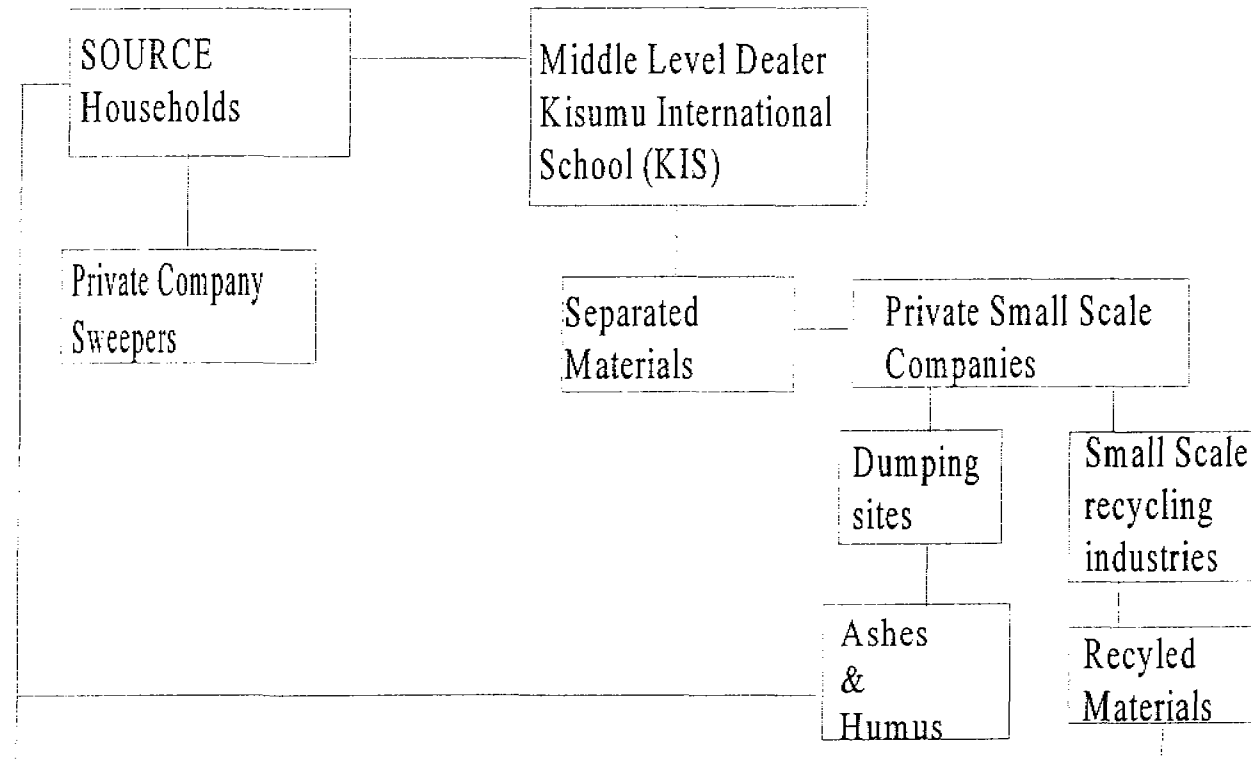 SOURCE
Households
Middle Level Dealer
Kisumu International
School (KIS)
Private Company
Sweepers
Separated
Materials
Private Small Scale
Companies
Dumping
sites
Small Scale
recycling
industries
Ashes
&
Humus
Recyled
Materials